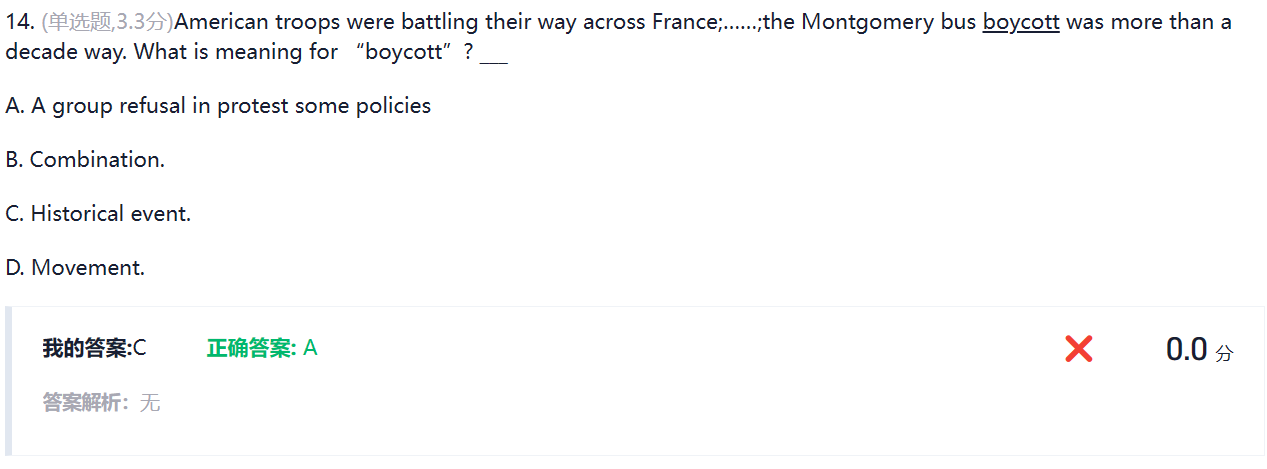 14. (单选题,3.3分)American troops were battling their way across France;......;the Montgomery bus boycott was more than a
decade way. What is meaning for “boycott”? ___
A. A group refusal in protest some policies
B. Combination.
C. Historical event.
D. Movement.
我的答案:C 正确答案: A 0.0 分
答案解析：无